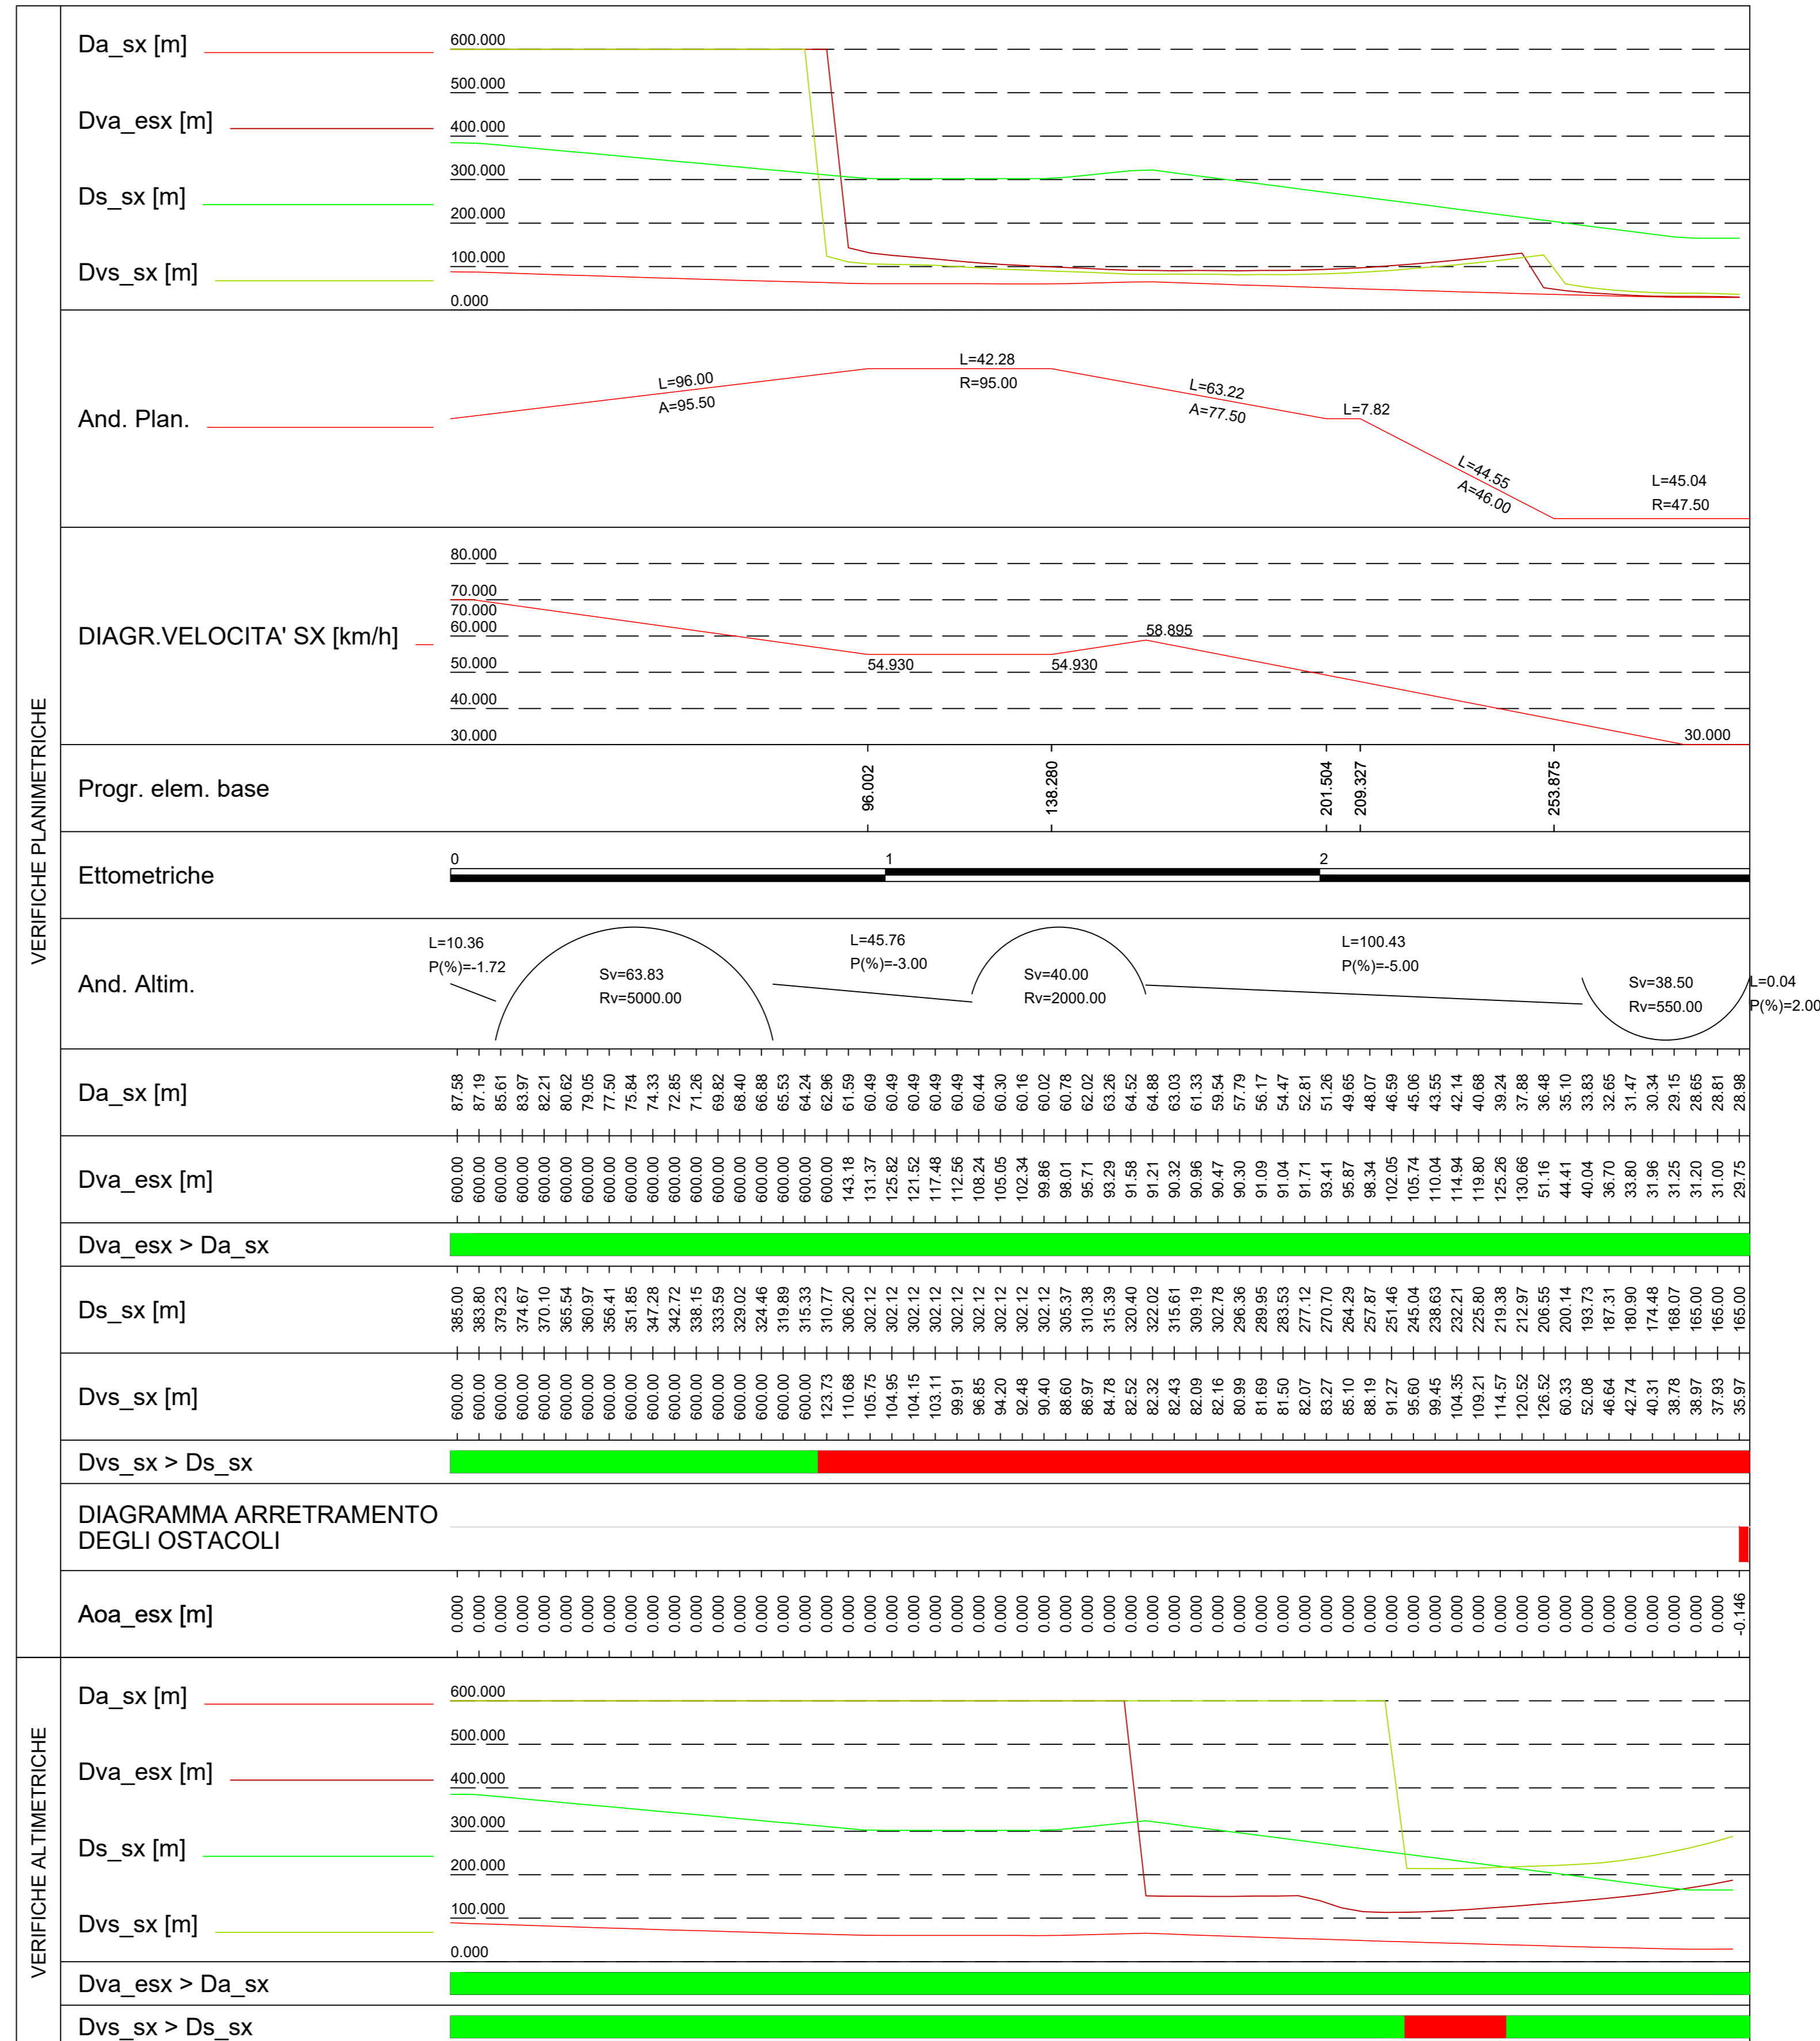 VERIFICHE PLANIMETRICHE
Da_sx [m]
Dva_esx [m]
Ds_sx [m]
Dvs_sx [m]
600.000
500.000
400.000
300.000
200.000
100.000
0.000
And. Plan.
L=96.00
A=95.50
L=42.28
R=95.00
L=63.22
A=77.50
L=7.82
L=44.55
A=46.00
L=45.04
R=47.50
DIAGR.VELOCITA' SX [km/h]
80.000
70.000
70.000
60.000
50.000
40.000
30.000
54.930
54.930
58.895
30.000
Progr. elem. base
96.002
138.280
201.504
209.327
253.875
Ettometriche
0 1 2
And. Altim.
L=10.36
P(%)=-1.72
Sv=63.83
Rv=5000.00
L=45.76
P(%)=-3.00
Sv=40.00
Rv=2000.00
L=100.43
P(%)=-5.00
Sv=38.50
Rv=550.00
L=0.04
P(%)=2.00
Da_sx [m]
87.58 87.19 85.61 83.97 82.21 80.62 79.05 77.50 75.84 74.33 72.85 71.26 69.82 68.40 66.88 65.53 64.24 62.96 61.59 60.49 60.49 60.49 60.49 60.49 60.44 60.30 60.16 60.02 60.78 62.02 63.26 64.52 64.88 63.03 61.33 59.54 57.79 56.17 54.47 52.81 51.26 49.65 48.07 46.59 45.06 43.55 42.14 40.68 39.24 37.88 36.48 35.10 33.83 32.65 31.47 30.34 29.15 28.65 28.81 28.98
Dva_esx [m]
600.00 600.00 600.00 600.00 600.00 600.00 600.00 600.00 600.00 600.00 600.00 600.00 600.00 600.00 600.00 600.00 600.00 600.00 143.18 131.37 125.82 121.52 117.48 112.56 108.24 105.05 102.34 99.86 98.01 95.71 93.29 91.58 91.21 90.32 90.96 90.47 90.30 91.09 91.04 91.71 93.41 95.87 98.34 102.05 105.74 110.04 114.94 119.80 125.26 130.66 51.16 44.41 40.04 36.70 33.80 31.96 31.25 31.20 31.00 29.75
Dva_esx > Da_sx
Ds_sx [m]
385.00 383.80 379.23 374.67 370.10 365.54 360.97 356.41 351.85 347.28 342.72 338.15 333.59 329.02 324.46 319.89 315.33 310.77 306.20 302.12 302.12 302.12 302.12 302.12 302.12 302.12 302.12 302.12 305.37 310.38 315.39 320.40 322.02 315.61 309.19 302.78 296.36 289.95 283.53 277.12 270.70 264.29 257.87 251.46 245.04 238.63 232.21 225.80 219.38 212.97 206.55 200.14 193.73 187.31 180.90 174.48 168.07 165.00 165.00 165.00
Dvs_sx [m]
600.00 600.00 600.00 600.00 600.00 600.00 600.00 600.00 600.00 600.00 600.00 600.00 600.00 600.00 600.00 600.00 600.00 123.73 110.68 105.75 104.95 104.15 103.11 99.91 96.85 94.20 92.48 90.40 88.60 86.97 84.78 82.52 82.32 82.43 82.09 82.16 80.99 81.69 81.50 82.07 83.27 85.10 88.19 91.27 95.60 99.45 104.35 109.21 114.57 120.52 126.52 60.33 52.08 46.64 42.74 40.31 38.78 38.97 37.93 35.97
Dvs_sx > Ds_sx
DIAGRAMMA ARRETRAMENTO
DEGLI OSTACOLI
Aoa_esx [m]
0.000 0.000 0.000 0.000 0.000 0.000 0.000 0.000 0.000 0.000 0.000 0.000 0.000 0.000 0.000 0.000 0.000 0.000 0.000 0.000 0.000 0.000 0.000 0.000 0.000 0.000 0.000 0.000 0.000 0.000 0.000 0.000 0.000 0.000 0.000 0.000 0.000 0.000 0.000 0.000 0.000 0.000 0.000 0.000 0.000 0.000 0.000 0.000 0.000 0.000 0.000 0.000 0.000 0.000 0.000 0.000 0.000 0.000 0.000 -0.146
VERIFICHE ALTIMETRICHE
Da_sx [m]
Dva_esx [m]
Ds_sx [m]
Dvs_sx [m]
600.000
500.000
400.000
300.000
200.000
100.000
0.000
Dva_esx > Da_sx
Dvs_sx > Ds_sx